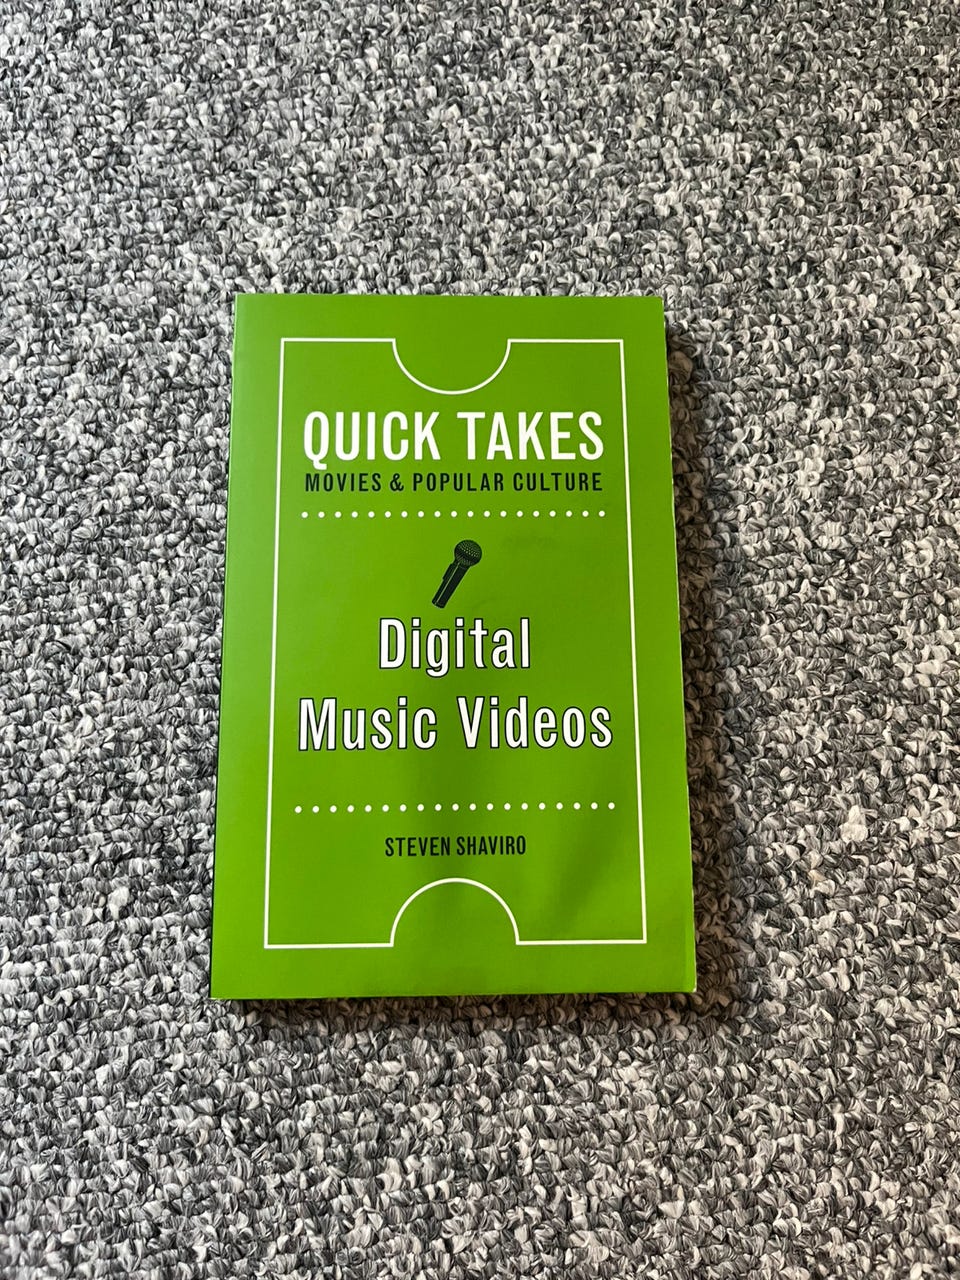 QUICK TAKES
MOVIES & POPULAR CULTURE
Digital
Music Videos
STEVEN SHAVIRO